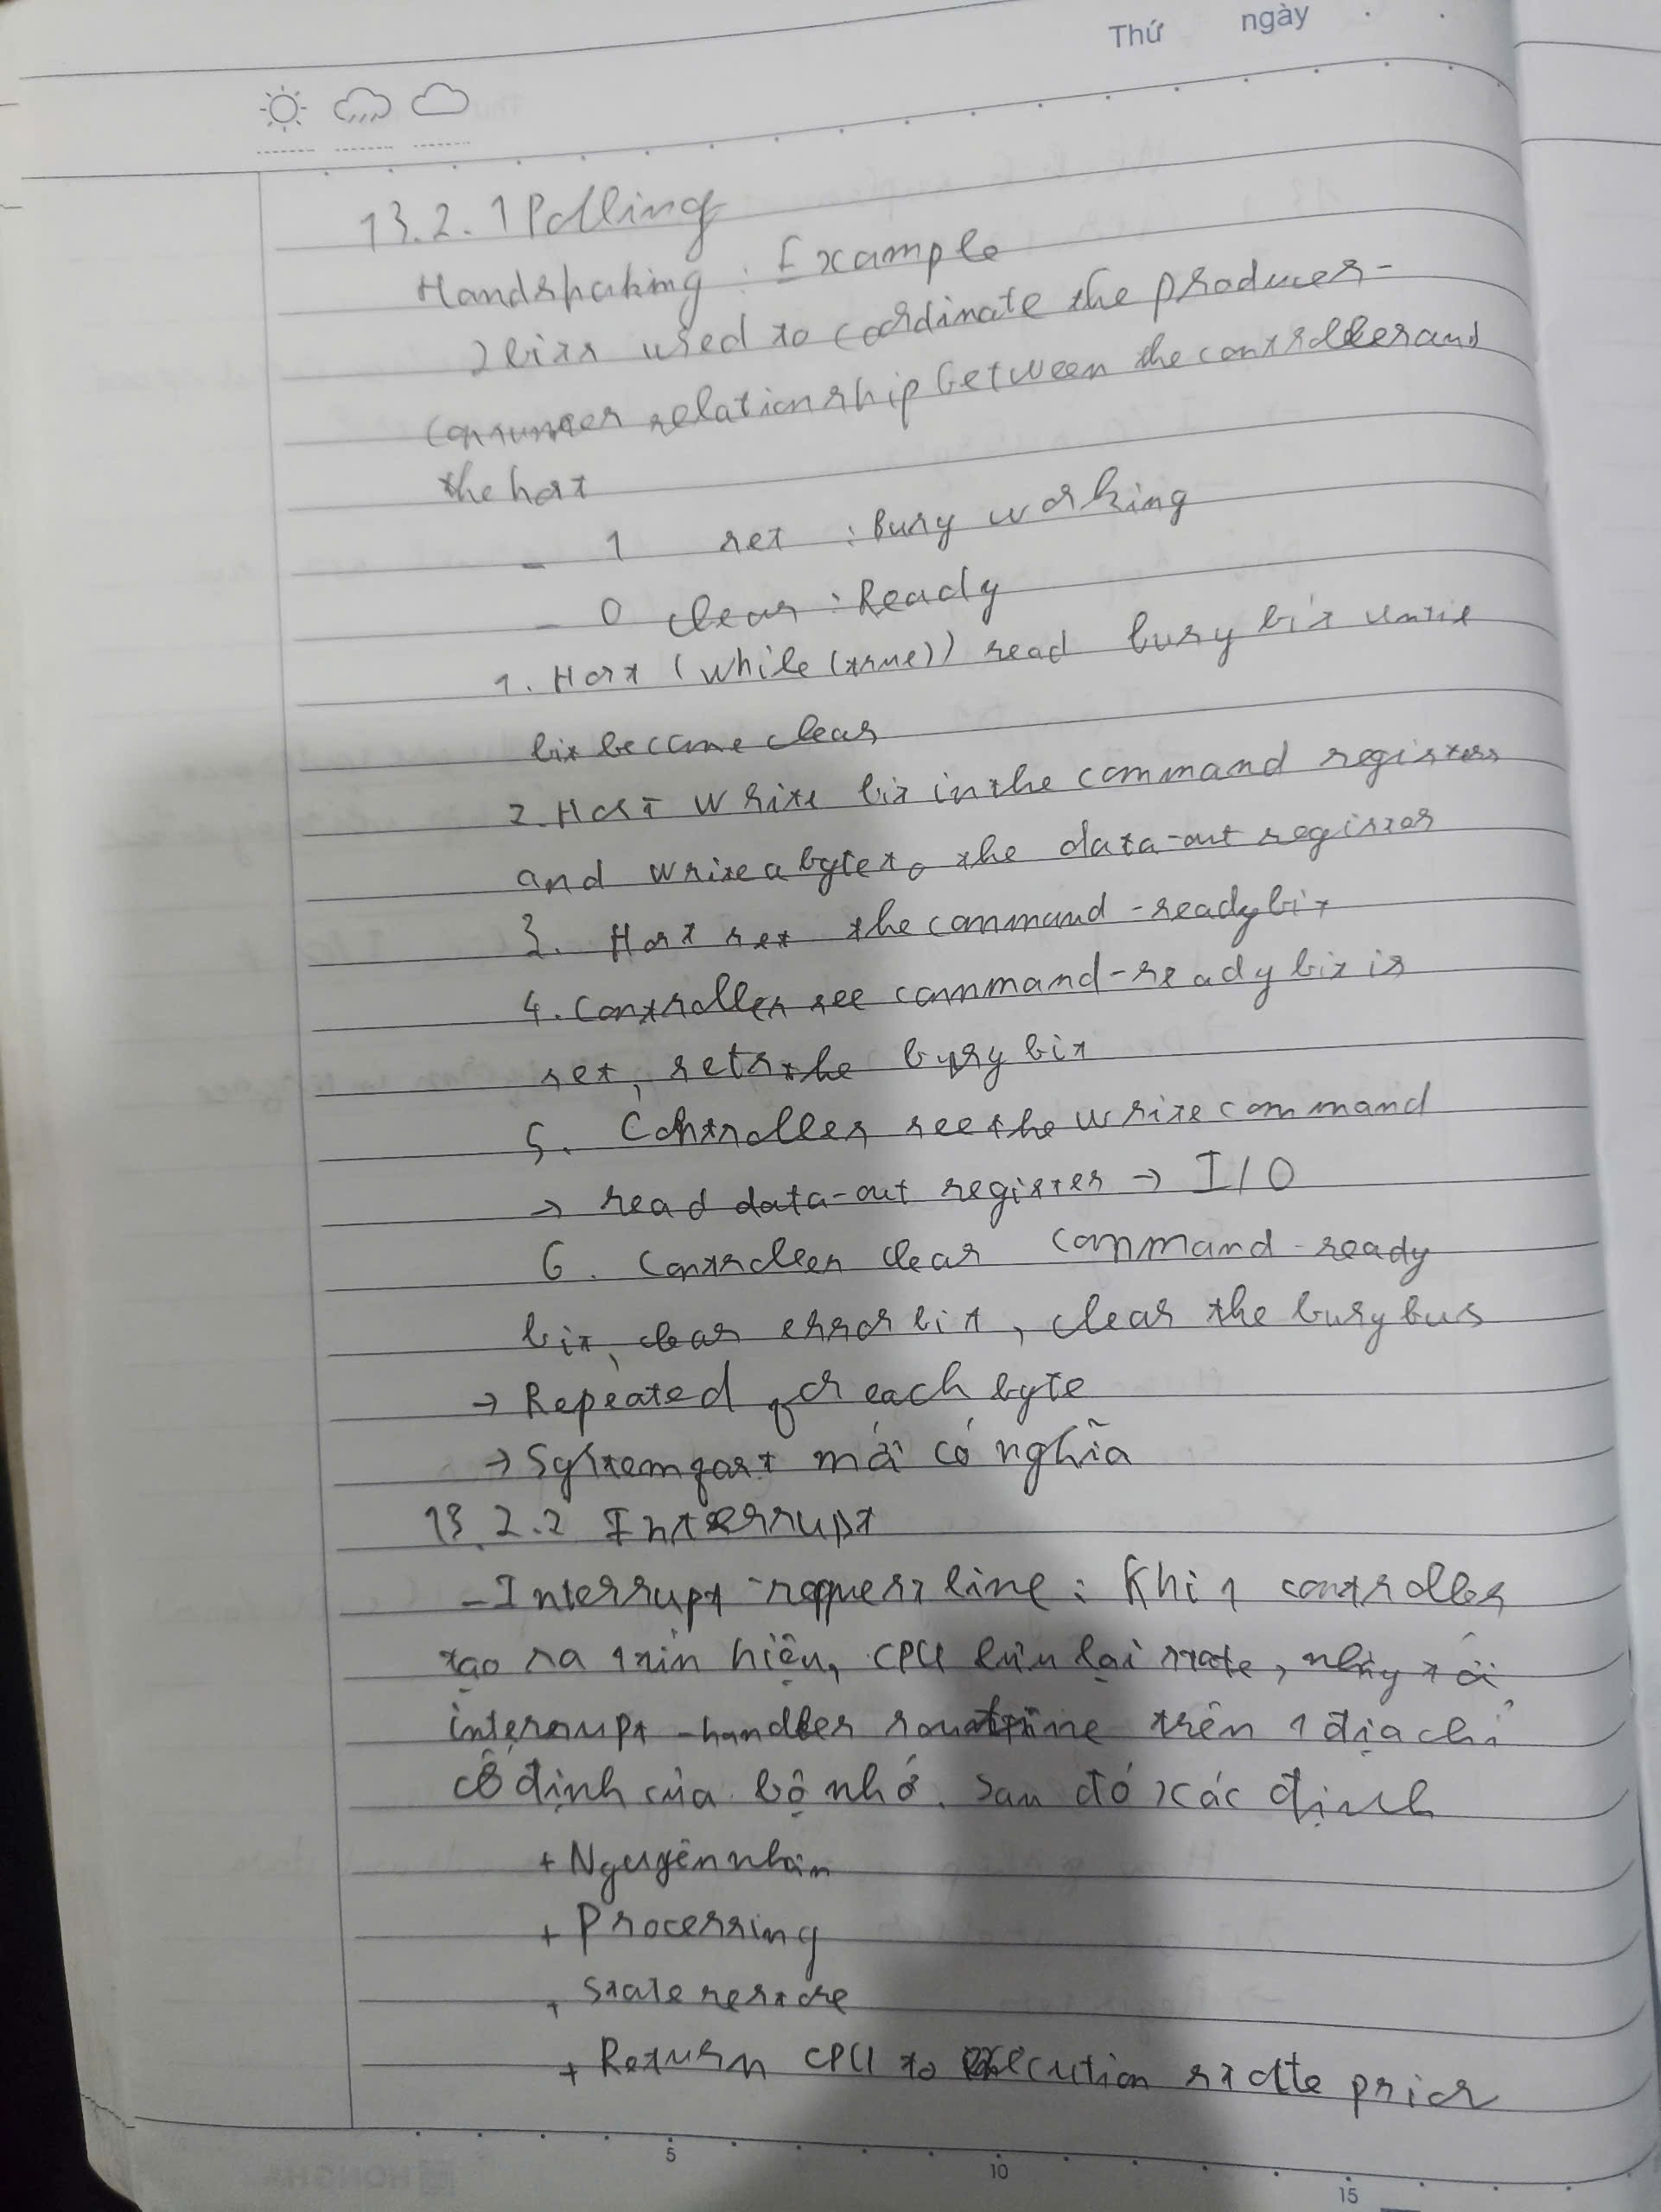 Thứ ngày
13.2.1 Polling
Handshaking : Example
2 bits used to coordinate the producer-
consumer relationship between the controller and
the host
- 1 set : Busy working
- 0 clear : Ready
1. Host (while (true)) read busy bit until
bit become clear
2. Host write bit in the command registers
and write a byte to the data-out register
3. Host set the command-ready bit
4. Controller see command-ready bit is
set, sets the busy bit
5. Controller see the write command
→ read data-out register → I/O
6. Controller clear command-ready
bit, clear error bit, clear the busy bus
→ Repeated for each byte
→ System fast mới có nghĩa
13.2.2 Interrupt
- Interrupt-request line : Khi 1 controller
tạo ra 1 tín hiệu, CPU lưu lại state, nhảy tới
interrupt-handler routine trên 1 địa chỉ
cố định của bộ nhớ. Sau đó xác định
+ Nguyên nhân
+ Processing
+ State restore
+ Return CPU to execution state prior
5 10 15